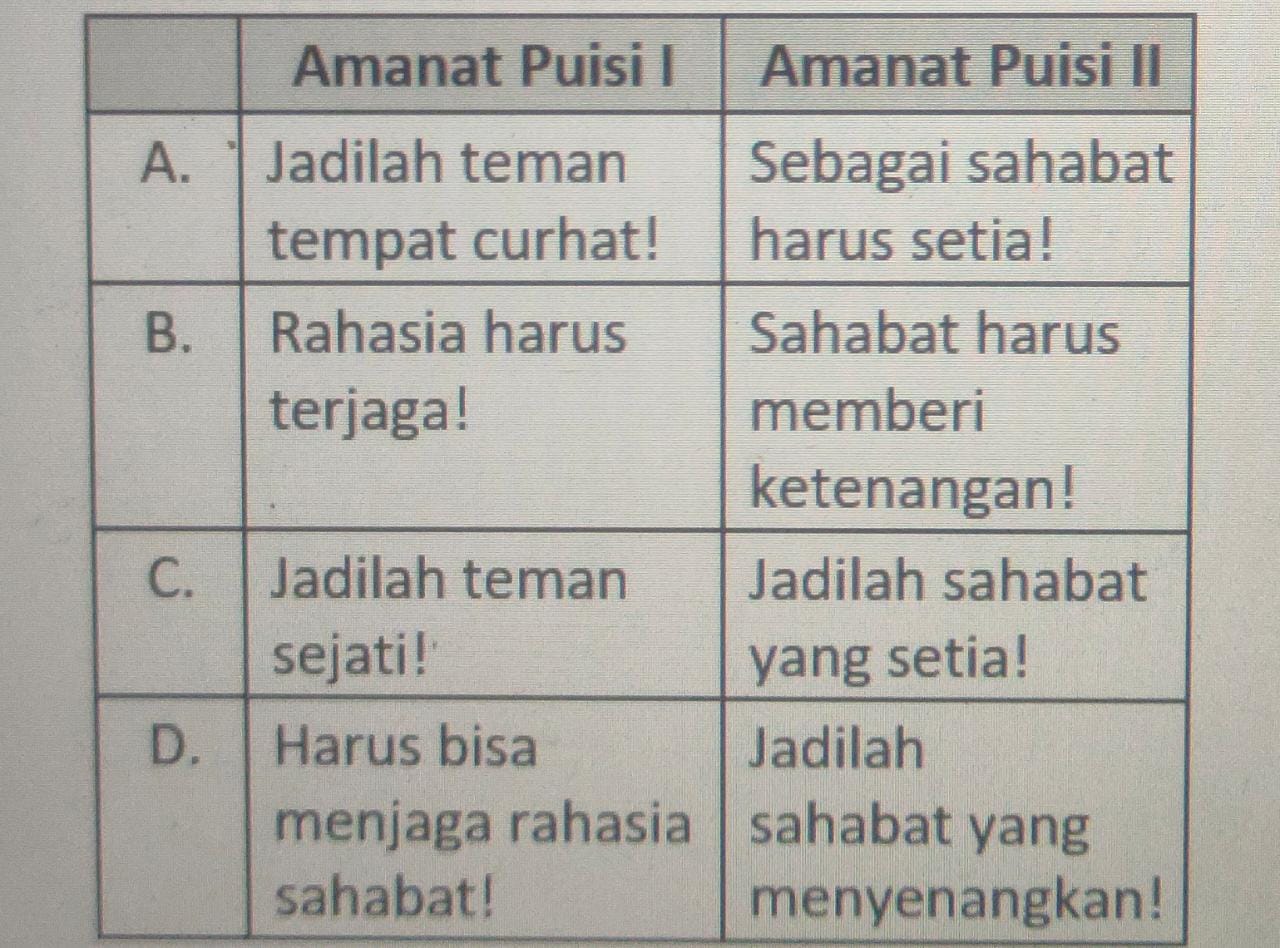 Amanat Puisi I Amanat Puisi II
A. Jadilah teman Sebagai sahabat
tempat curhat! harus setia!
B. Rahasia harus Sahabat harus
terjaga! memberi
ketenangan!
C. Jadilah teman Jadilah sahabat
sejati! yang setia!
D. Harus bisa Jadilah
menjaga rahasia sahabat yang
sahabat! menyenangkan!